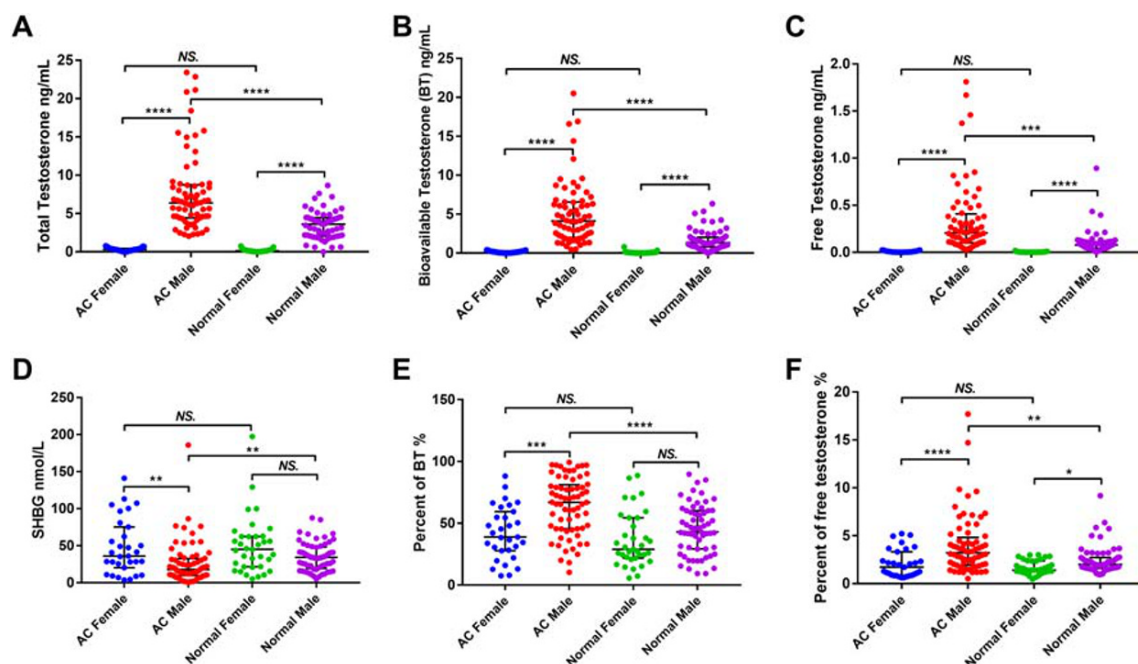 A
Total Testosterone ng/mL
25
20
15
10
5
0
NS.
****
****
****
AC Female
AC Male
Normal Female
Normal Male
B
Bioavailable Testosterone (BT) ng/mL
25
20
15
10
5
0
NS.
****
****
****
AC Female
AC Male
Normal Female
Normal Male
C
Free Testosterone ng/mL
2.0
1.5
1.0
0.5
0.0
NS.
***
****
****
AC Female
AC Male
Normal Female
Normal Male
D
SHBG nmol/L
250
200
150
100
50
0
NS.
**
**
NS.
AC Female
AC Male
Normal Female
Normal Male
E
Percent of BT %
150
100
50
0
NS.
****
***
NS.
AC Female
AC Male
Normal Female
Normal Male
F
Percent of free testosterone %
20
15
10
5
0
NS.
**
****
*
AC Female
AC Male
Normal Female
Normal Male